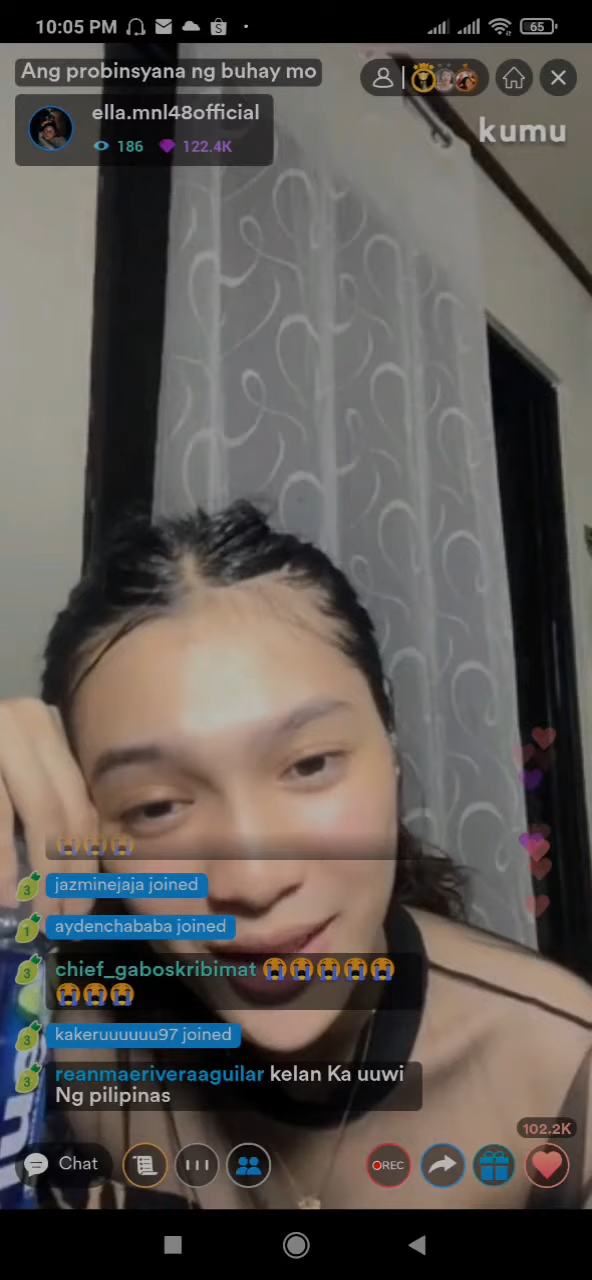 10:05 PM
65
Ang probinsyana ng buhay mo
ella.mnl48official
186 122.4K
kumu
😭😭😭
3 jazminejaja joined
1 aydenchababa joined
3 chief_gaboskribimat 😭😭😭😭😭
😭😭😭
3 kakeruuuuuu97 joined
3 reanmaeriveraaguilar kelan Ka uuwi
Ng pilipinas
102.2K
Chat
REC